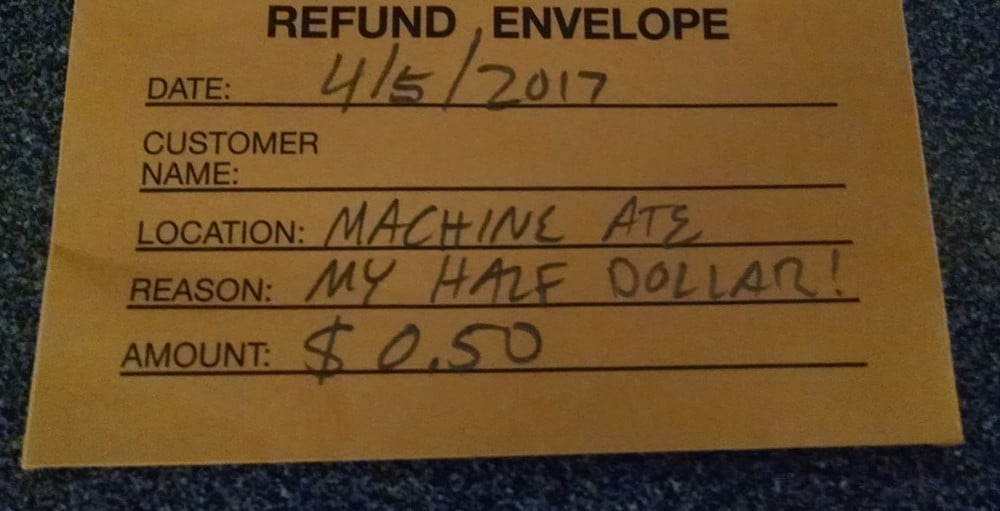 REFUND ENVELOPE
DATE: 4/5/2017
CUSTOMER
NAME:
LOCATION: MACHINE ATE
REASON: MY HALF DOLLAR!
AMOUNT: $0.50